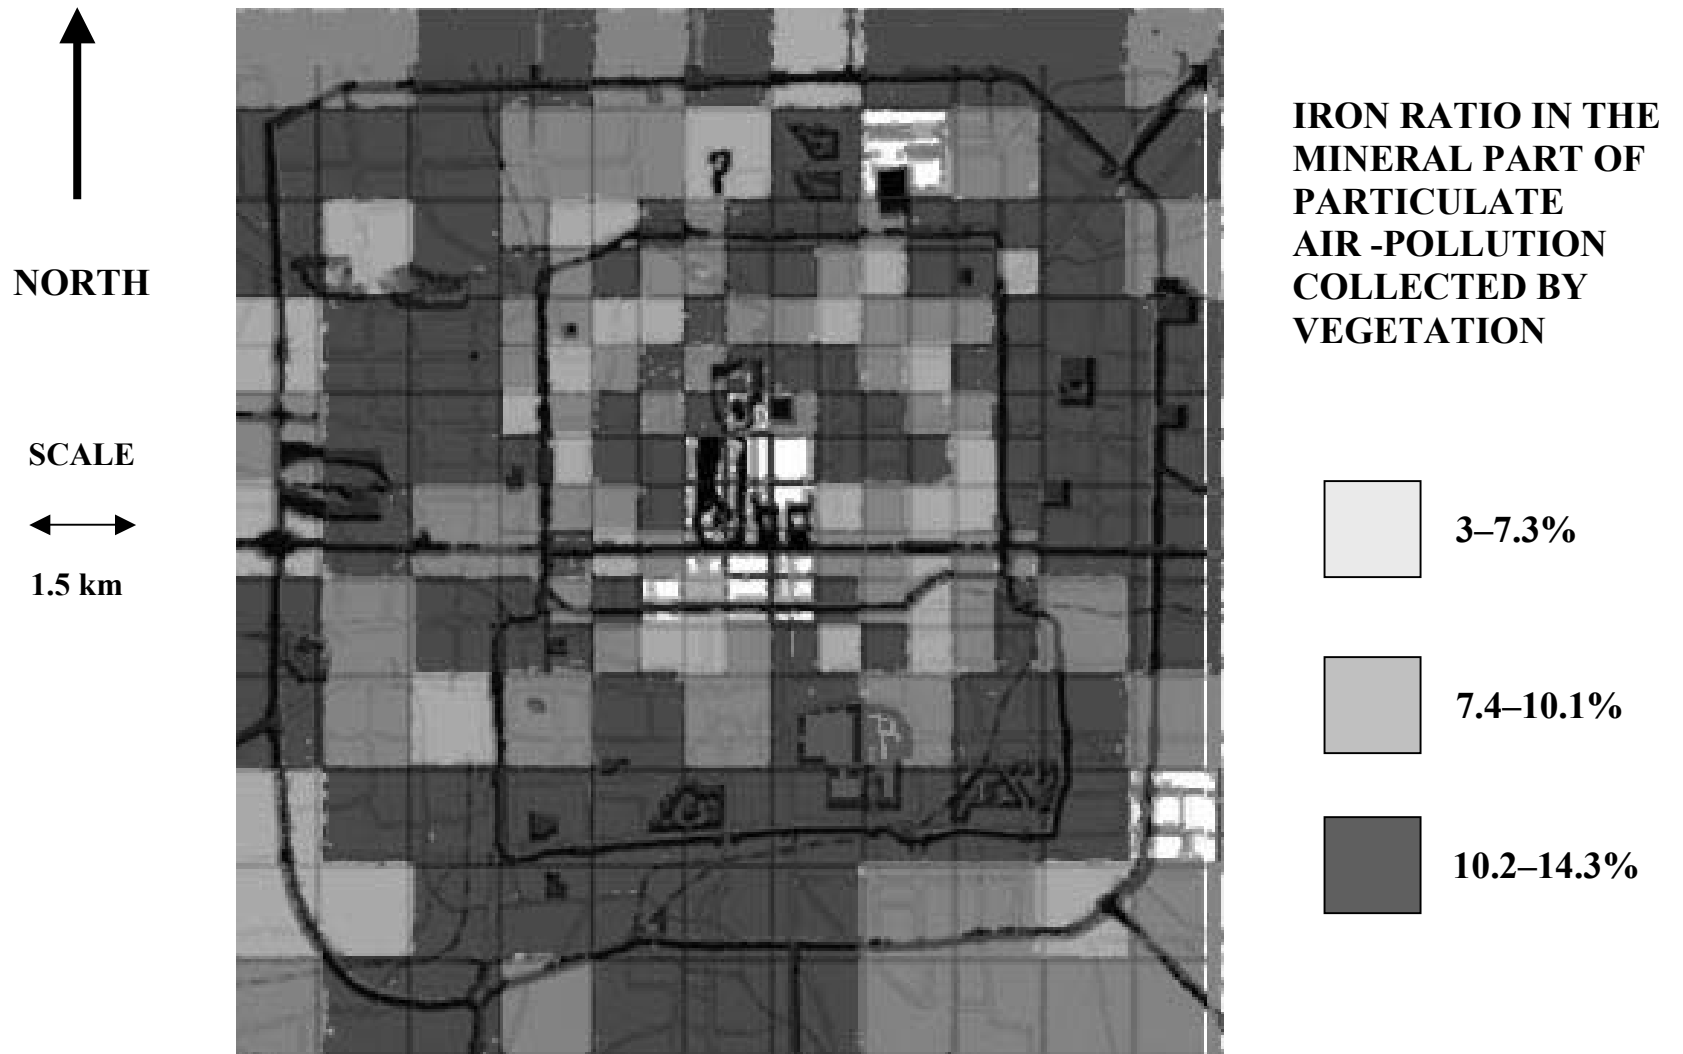 IRON RATIO IN THE
MINERAL PART OF
PARTICULATE
AIR -POLLUTION
COLLECTED BY
VEGETATION
NORTH
SCALE
1.5 km
3–7.3%
7.4–10.1%
10.2–14.3%
?